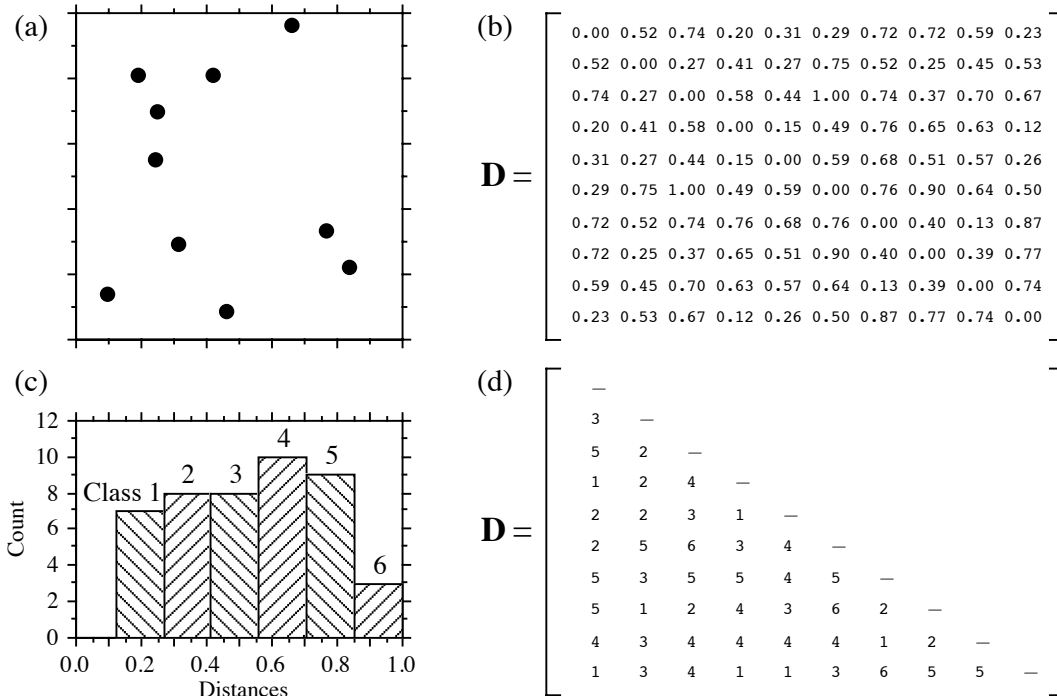 (a)
(b)
D =
0.00 0.52 0.74 0.20 0.31 0.29 0.72 0.72 0.59 0.23
0.52 0.00 0.27 0.41 0.27 0.75 0.52 0.25 0.45 0.53
0.74 0.27 0.00 0.58 0.44 1.00 0.74 0.37 0.70 0.67
0.20 0.41 0.58 0.00 0.15 0.49 0.76 0.65 0.63 0.12
0.31 0.27 0.44 0.15 0.00 0.59 0.68 0.51 0.57 0.26
0.29 0.75 1.00 0.49 0.59 0.00 0.76 0.90 0.64 0.50
0.72 0.52 0.74 0.76 0.68 0.76 0.00 0.40 0.13 0.87
0.72 0.25 0.37 0.65 0.51 0.90 0.40 0.00 0.39 0.77
0.59 0.45 0.70 0.63 0.57 0.64 0.13 0.39 0.00 0.74
0.23 0.53 0.67 0.12 0.26 0.50 0.87 0.77 0.74 0.00
(c)
Count
12
10
8
6
4
2
0
Class 1
2
3
4
5
6
0.0 0.2 0.4 0.6 0.8 1.0
Distances
(d)
D =
—
3 —
5 2 —
1 2 4 —
2 2 3 1 —
2 5 6 3 4 —
5 3 5 5 4 5 —
5 1 2 4 3 6 2 —
4 3 4 4 4 4 1 2 —
1 3 4 1 1 3 6 5 5 —